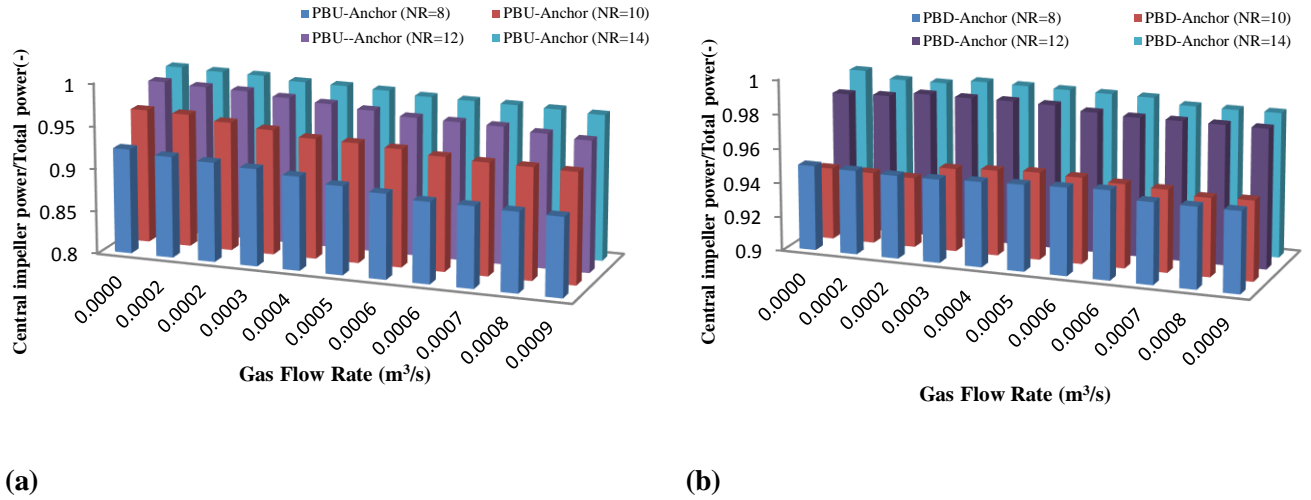 PBU-Anchor (NR=8) PBU-Anchor (NR=10)
PBU--Anchor (NR=12) PBU-Anchor (NR=14)
Central impeller power/Total power(-)
1
0.95
0.9
0.85
0.8
0.0000 0.0002 0.0002 0.0003 0.0004 0.0005 0.0006 0.0006 0.0007 0.0008 0.0009
Gas Flow Rate (m³/s)
(a)
PBD-Anchor (NR=8) PBD-Anchor (NR=10)
PBD-Anchor (NR=12) PBD-Anchor (NR=14)
Central impeller power/Total power(-)
1
0.98
0.96
0.94
0.92
0.9
0.0000 0.0002 0.0002 0.0003 0.0004 0.0005 0.0006 0.0006 0.0007 0.0008 0.0009
Gas Flow Rate (m³/s)
(b)